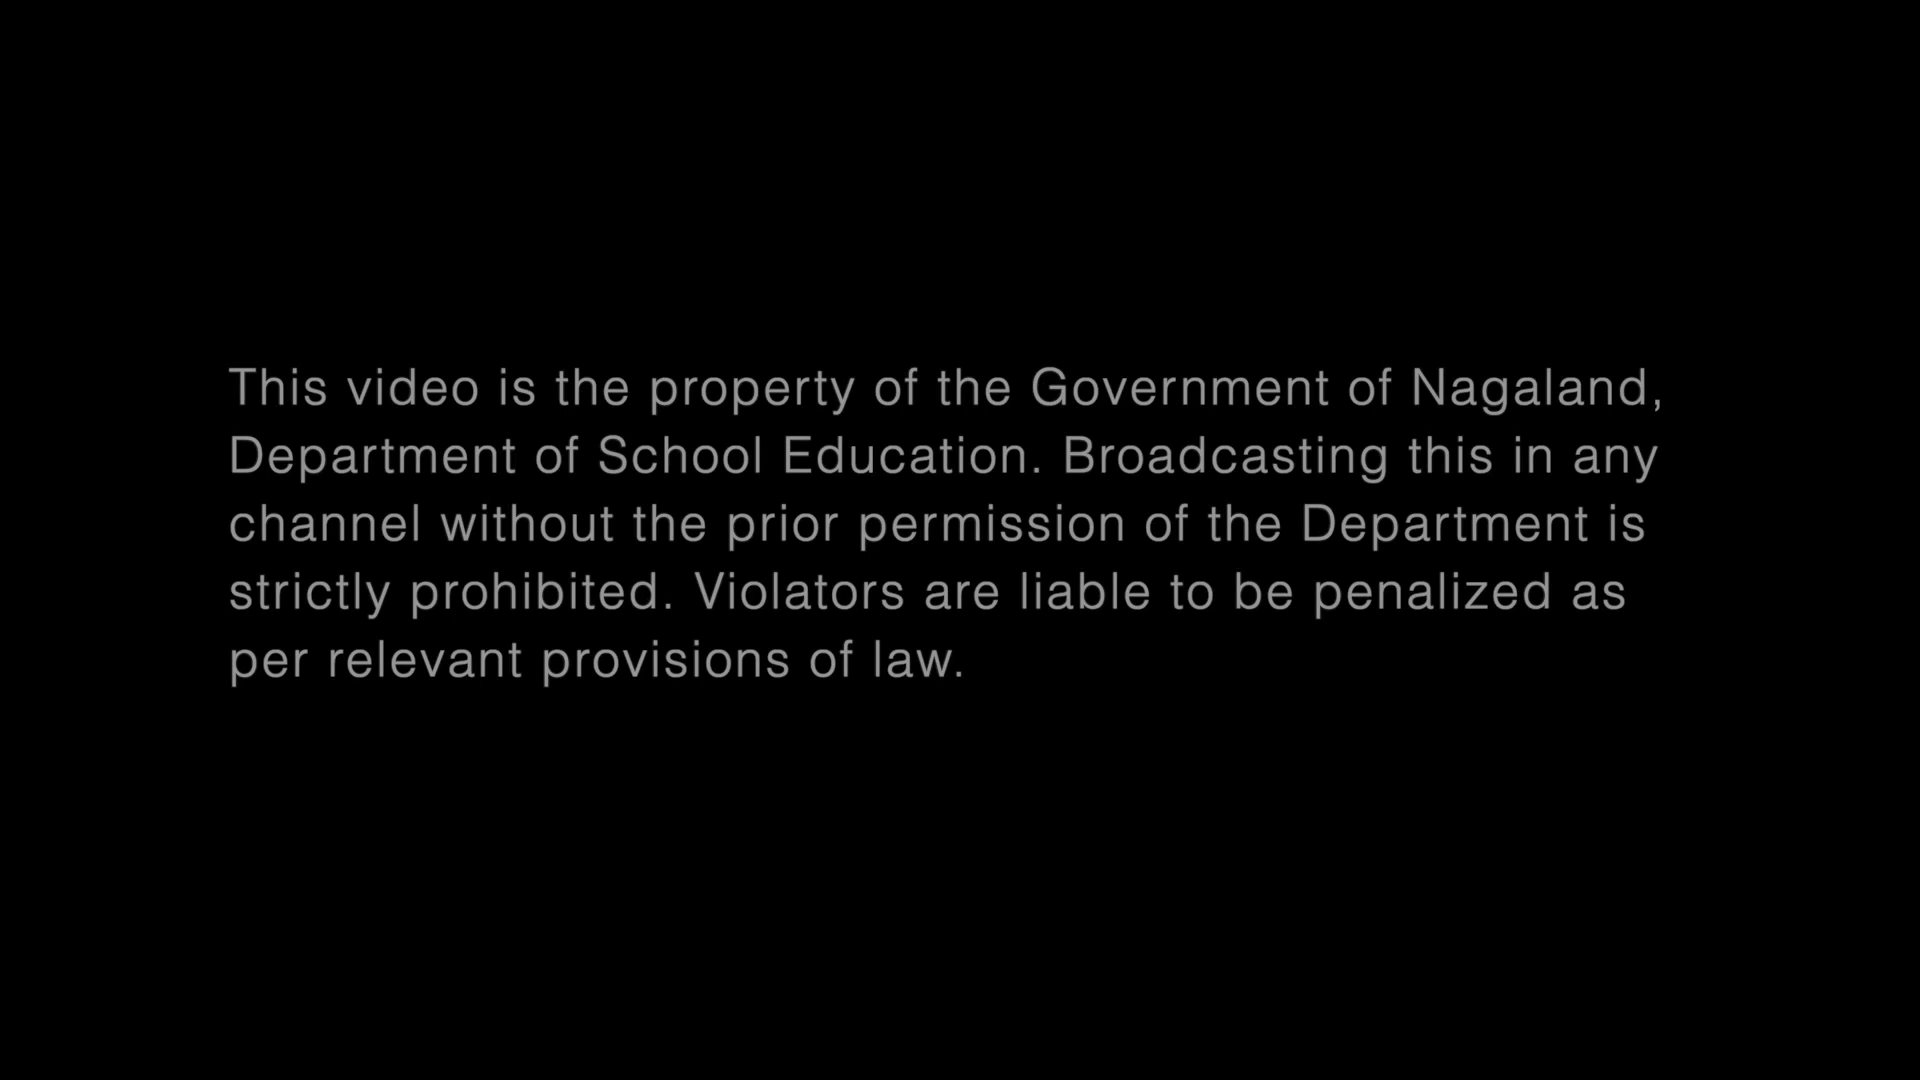 This video is the property of the Government of Nagaland,
Department of School Education. Broadcasting this in any
channel without the prior permission of the Department is
strictly prohibited. Violators are liable to be penalized as
per relevant provisions of law.